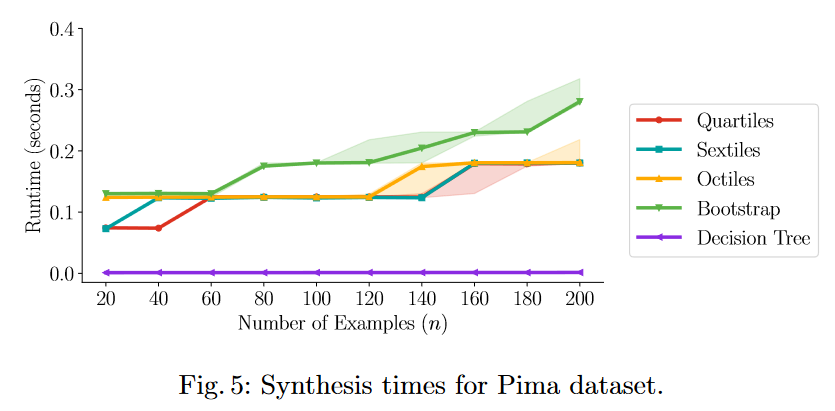 0.4
0.3
0.2
0.1
0.0
Runtime (seconds)
20 40 60 80 100 120 140 160 180 200
Number of Examples (n)
Quartiles
Sextiles
Octiles
Bootstrap
Decision Tree
Fig. 5: Synthesis times for Pima dataset.